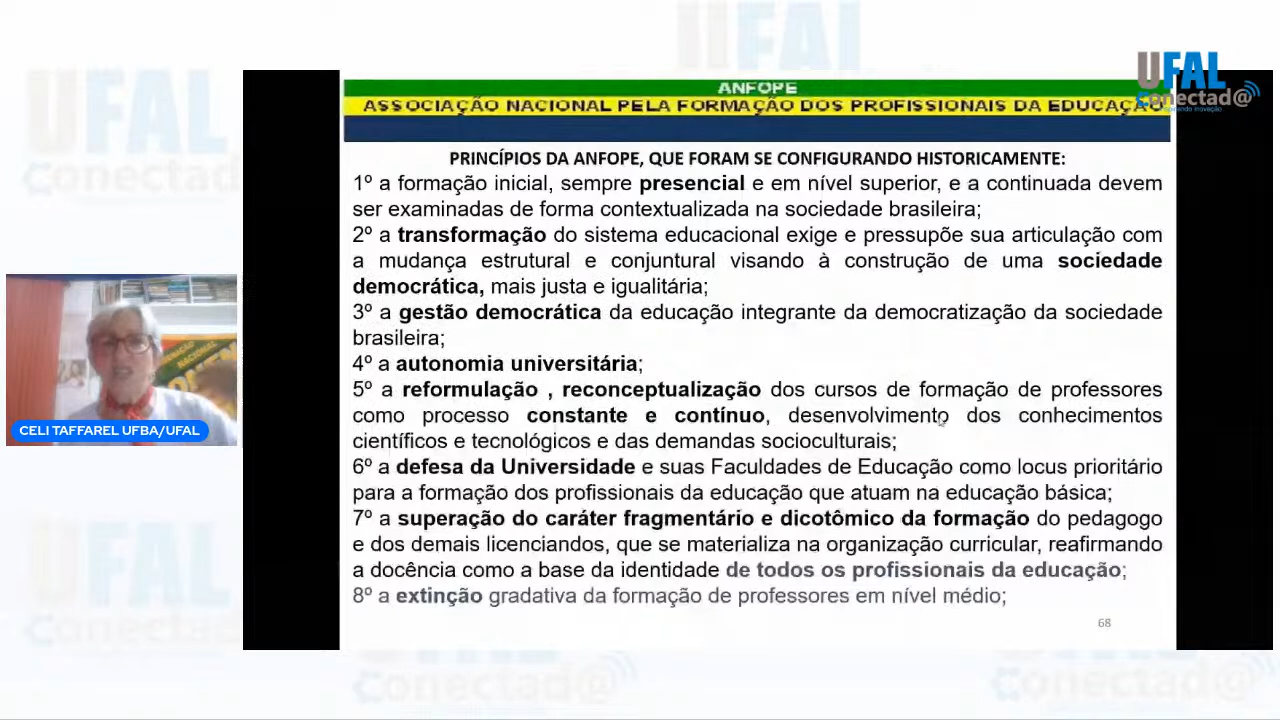 UFAL
conectad@
ANFOPE
ASSOCIAÇÃO NACIONAL PELA FORMAÇÃO DOS PROFISSIONAIS DA EDUCAÇÃO
PRINCÍPIOS DA ANFOPE, QUE FORAM SE CONFIGURANDO HISTORICAMENTE:
1º a formação inicial, sempre presencial e em nível superior, e a continuada devem
ser examinadas de forma contextualizada na sociedade brasileira;
2º a transformação do sistema educacional exige e pressupõe sua articulação com
a mudança estrutural e conjuntural visando à construção de uma sociedade
democrática, mais justa e igualitária;
3º a gestão democrática da educação integrante da democratização da sociedade
brasileira;
4º a autonomia universitária;
5º a reformulação , reconceptualização dos cursos de formação de professores
como processo constante e contínuo, desenvolvimento dos conhecimentos
científicos e tecnológicos e das demandas socioculturais;
6º a defesa da Universidade e suas Faculdades de Educação como locus prioritário
para a formação dos profissionais da educação que atuam na educação básica;
7º a superação do caráter fragmentário e dicotômico da formação do pedagogo
e dos demais licenciandos, que se materializa na organização curricular, reafirmando
a docência como a base da identidade de todos os profissionais da educação;
8º a extinção gradativa da formação de professores em nível médio;
68
CELI TAFFAREL UFBA/UFAL